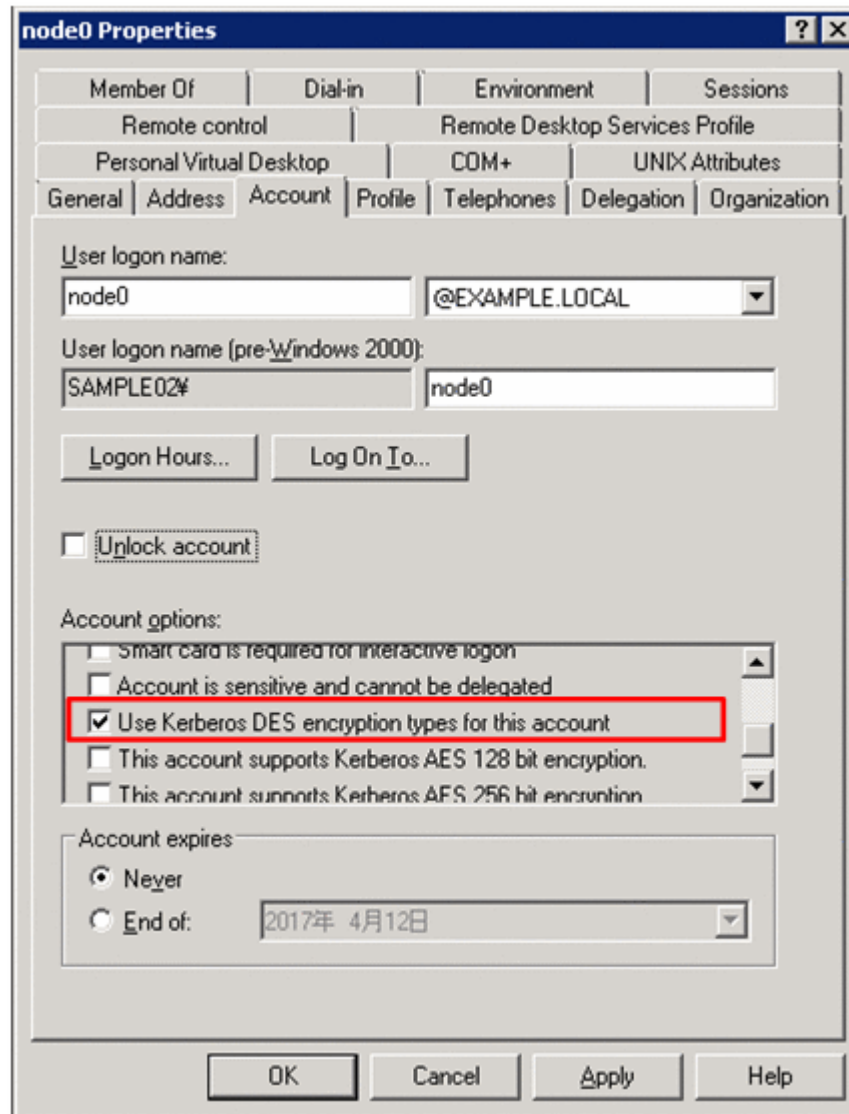 node0 Properties
Member Of Dial-in Environment Sessions
Remote control Remote Desktop Services Profile
Personal Virtual Desktop COM+ UNIX Attributes
General Address Account Profile Telephones Delegation Organization
User logon name:
node0 @EXAMPLE.LOCAL
User logon name (pre-Windows 2000):
SAMPLE02¥ node0
Logon Hours... Log On To...
Unlock account
Account options:
Smart card is required for interactive logon
Account is sensitive and cannot be delegated
Use Kerberos DES encryption types for this account
This account supports Kerberos AES 128 bit encryption.
This account supports Kerberos AES 256 bit encryption
Account expires
Never
End of: 2017年 4月12日
OK Cancel Apply Help